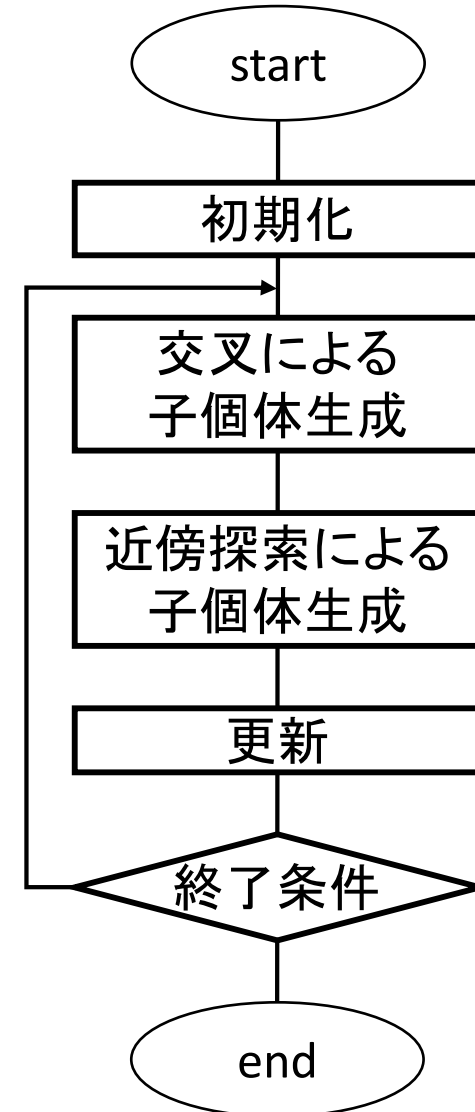 start
初期化
交叉による
子個体生成
近傍探索による
子個体生成
更新
終了条件
end